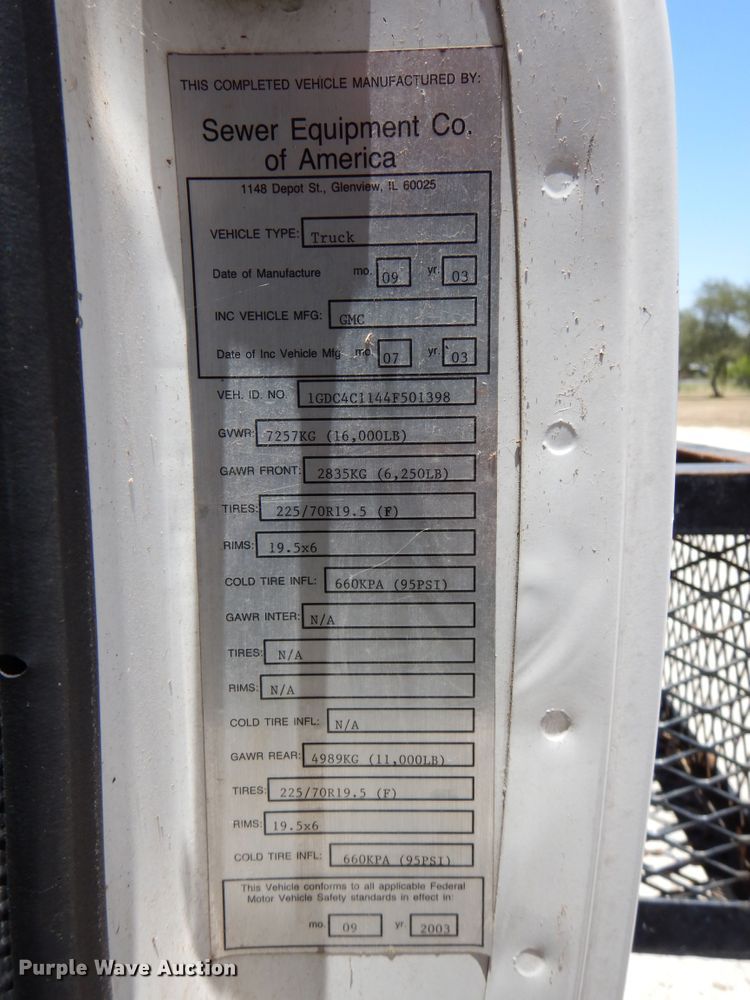 THIS COMPLETED VEHICLE MANUFACTURED BY:
Sewer Equipment Co.
of America
1148 Depot St., Glenview, IL 60025
VEHICLE TYPE: Truck
Date of Manufacture mo. 09 yr. 03
INC VEHICLE MFG: GMC
Date of Inc Vehicle Mfg mo. 07 yr. 03
VEH. ID. NO 1GDC4C1144F501398
GVWR: 7257KG (16,000LB)
GAWR FRONT: 2835KG (6,250LB)
TIRES: 225/70R19.5 (F)
RIMS: 19.5x6
COLD TIRE INFL: 660KPA (95PSI)
GAWR INTER: N/A
TIRES: N/A
RIMS: N/A
COLD TIRE INFL: N/A
GAWR REAR: 4989KG (11,000LB)
TIRES: 225/70R19.5 (F)
RIMS: 19.5x6
COLD TIRE INFL: 660KPA (95PSI)
This Vehicle conforms to all applicable Federal
Motor Vehicle Safety standards in effect in:
mo. 09 yr. 2003
Purple Wave Auction